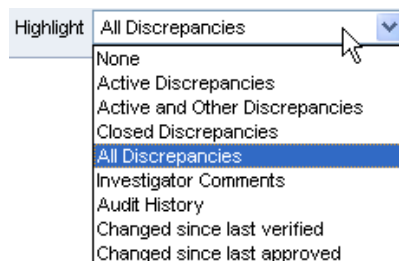 Highlight All Discrepancies
None
Active Discrepancies
Active and Other Discrepancies
Closed Discrepancies
All Discrepancies
Investigator Comments
Audit History
Changed since last verified
Changed since last approved